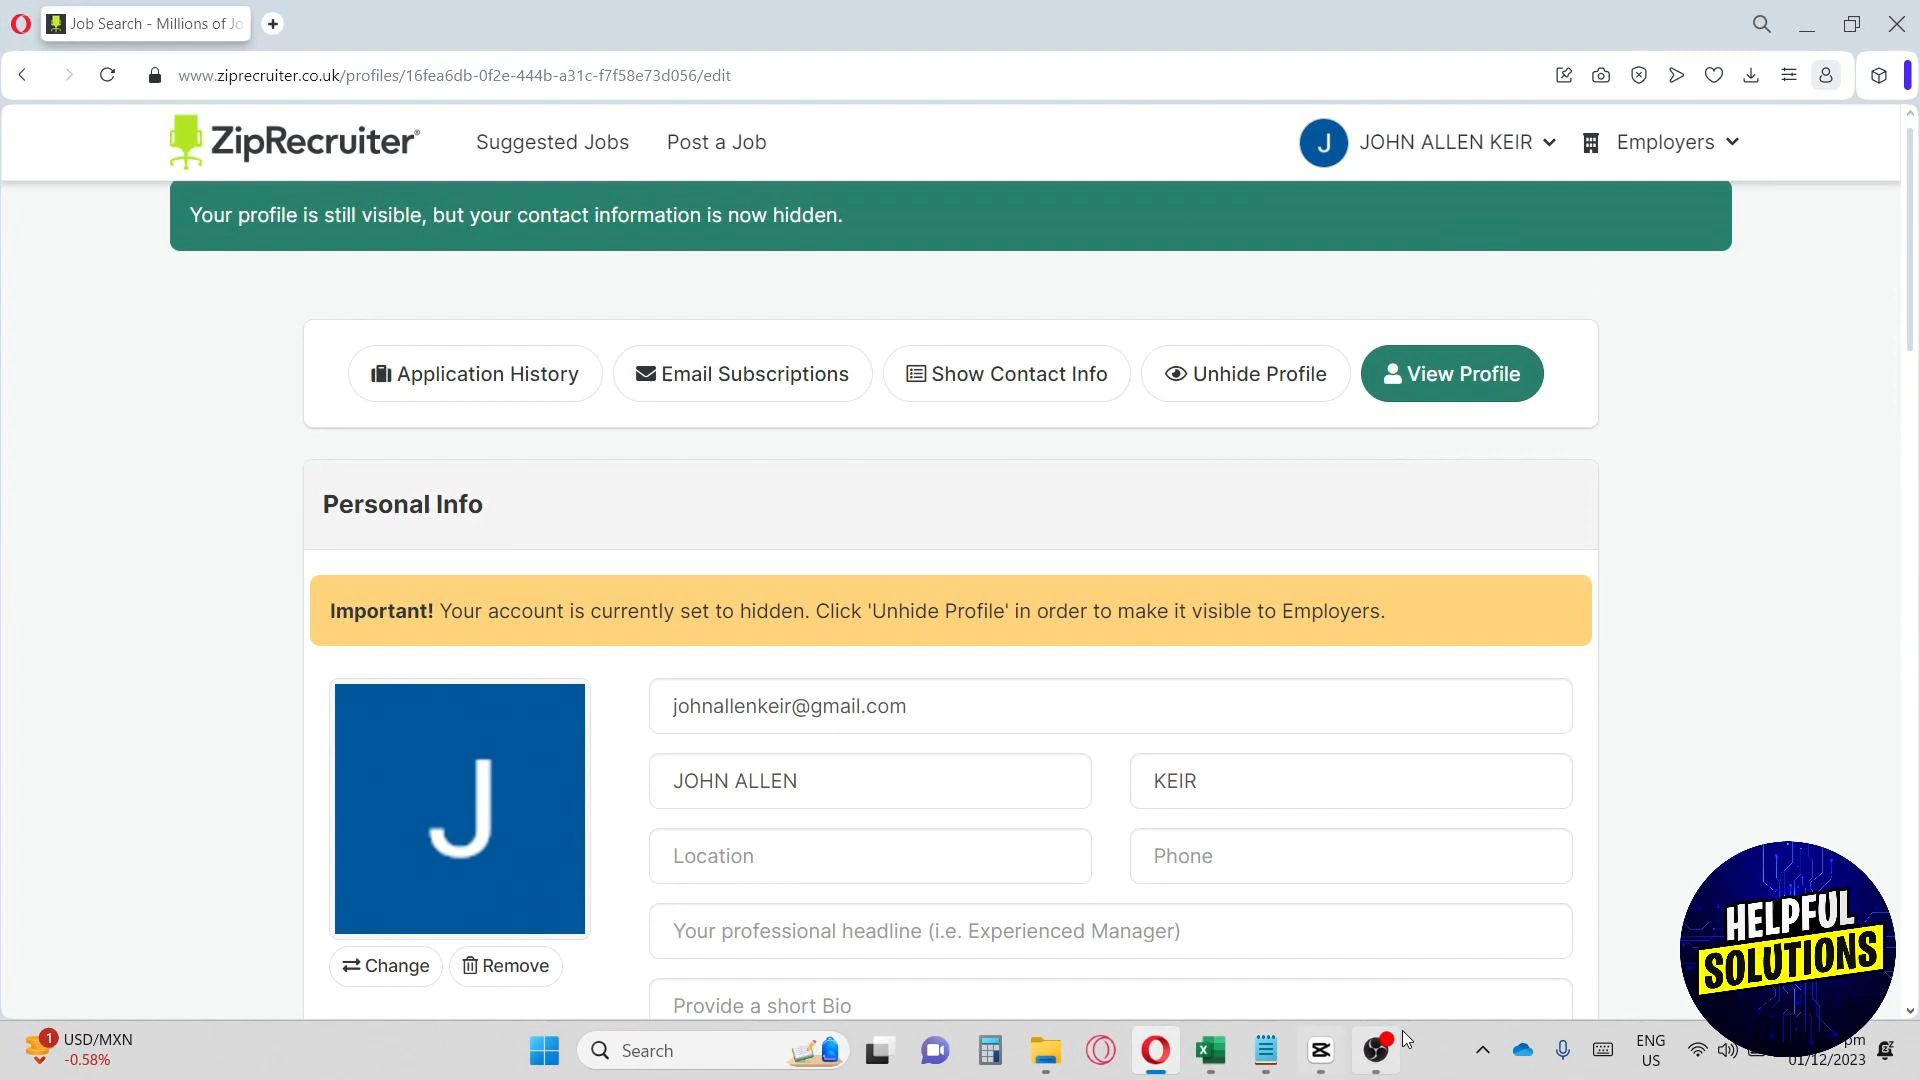 Job Search - Millions of Jo
www.ziprecruiter.co.uk/profiles/16fea6db-0f2e-444b-a31c-f7f58e73d056/edit
ZipRecruiter® Suggested Jobs Post a Job J JOHN ALLEN KEIR Employers
Your profile is still visible, but your contact information is now hidden.
Application History Email Subscriptions Show Contact Info Unhide Profile View Profile
Personal Info
Important! Your account is currently set to hidden. Click 'Unhide Profile' in order to make it visible to Employers.
johnallenkeir@gmail.com
JOHN ALLEN KEIR
J
Location Phone
Your professional headline (i.e. Experienced Manager)
Change Remove
Provide a short Bio
HELPFUL
SOLUTIONS
1 USD/MXN
-0.58%
Search
ENG
US
pm
01/12/2023